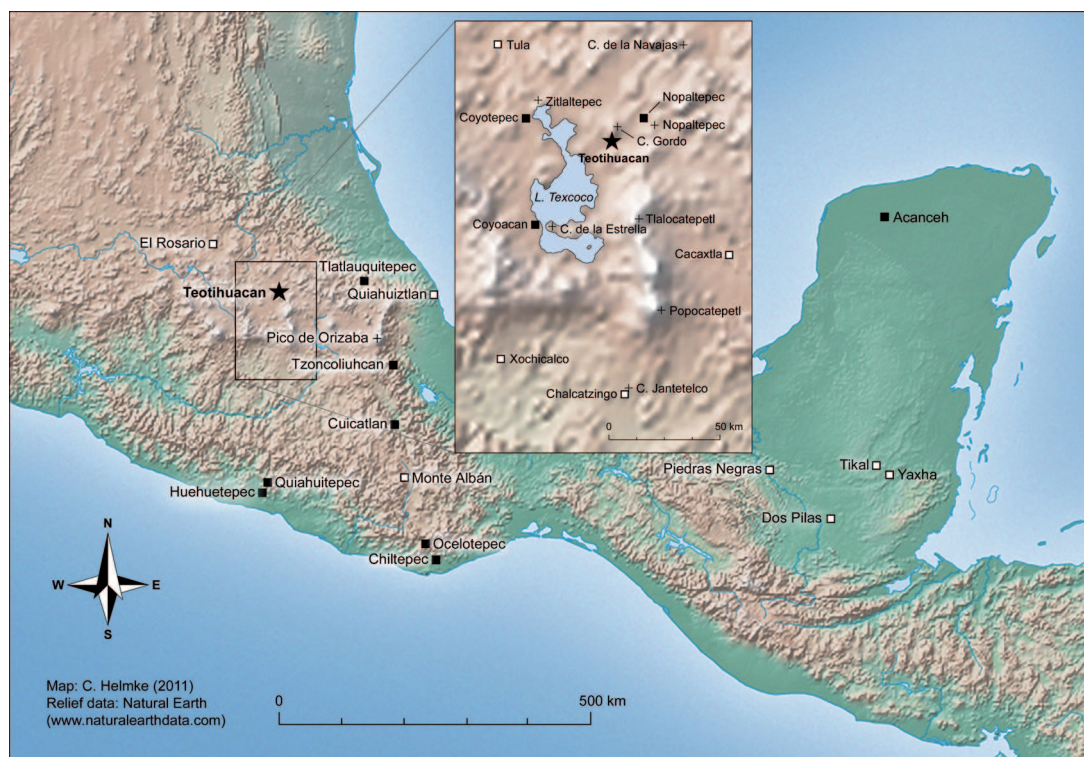 Tula
C. de la Navajas
Zitlaltepec
Nopaltepec
Coyotepec
Nopaltepec
C. Gordo
Teotihuacan
L. Texcoco
Tlalocatepetl
Coyoacan
C. de la Estrella
Cacaxtla
Popocatepetl
Xochicalco
C. Jantetelco
Chalcatzingo
0 50 km
Acanceh
El Rosario
Tlatlauquitepec
Teotihuacan
Quiahuiztlan
Pico de Orizaba
Tzoncoliuhcan
Cuicatlan
Piedras Negras
Tikal
Yaxha
Monte Albán
Quiahuitepec
Huehuetepec
Dos Pilas
Ocelotepec
Chiltepec
N
W E
S
Map: C. Helmke (2011)
Relief data: Natural Earth
(www.naturalearthdata.com)
0 500 km